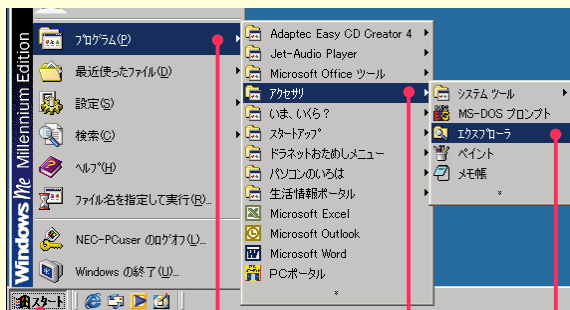 Windows Me Millennium Edition
プログラム(P)
最近使ったファイル(D)
設定(S)
検索(C)
ヘルプ(H)
ファイル名を指定して実行(R)...
NEC-PCuser のログオフ(L)...
Windows の終了(U)...
スタート
Adaptec Easy CD Creator 4
Jet-Audio Player
Microsoft Office ツール
アクセサリ
いま、いくら?
スタートアップ
ドラネットおためしメニュー
パソコンのいろは
生活情報ポータル
Microsoft Excel
Microsoft Outlook
Microsoft Word
PCポータル
システム ツール
MS-DOS プロンプト
エクスプローラ
ペイント
メモ帳